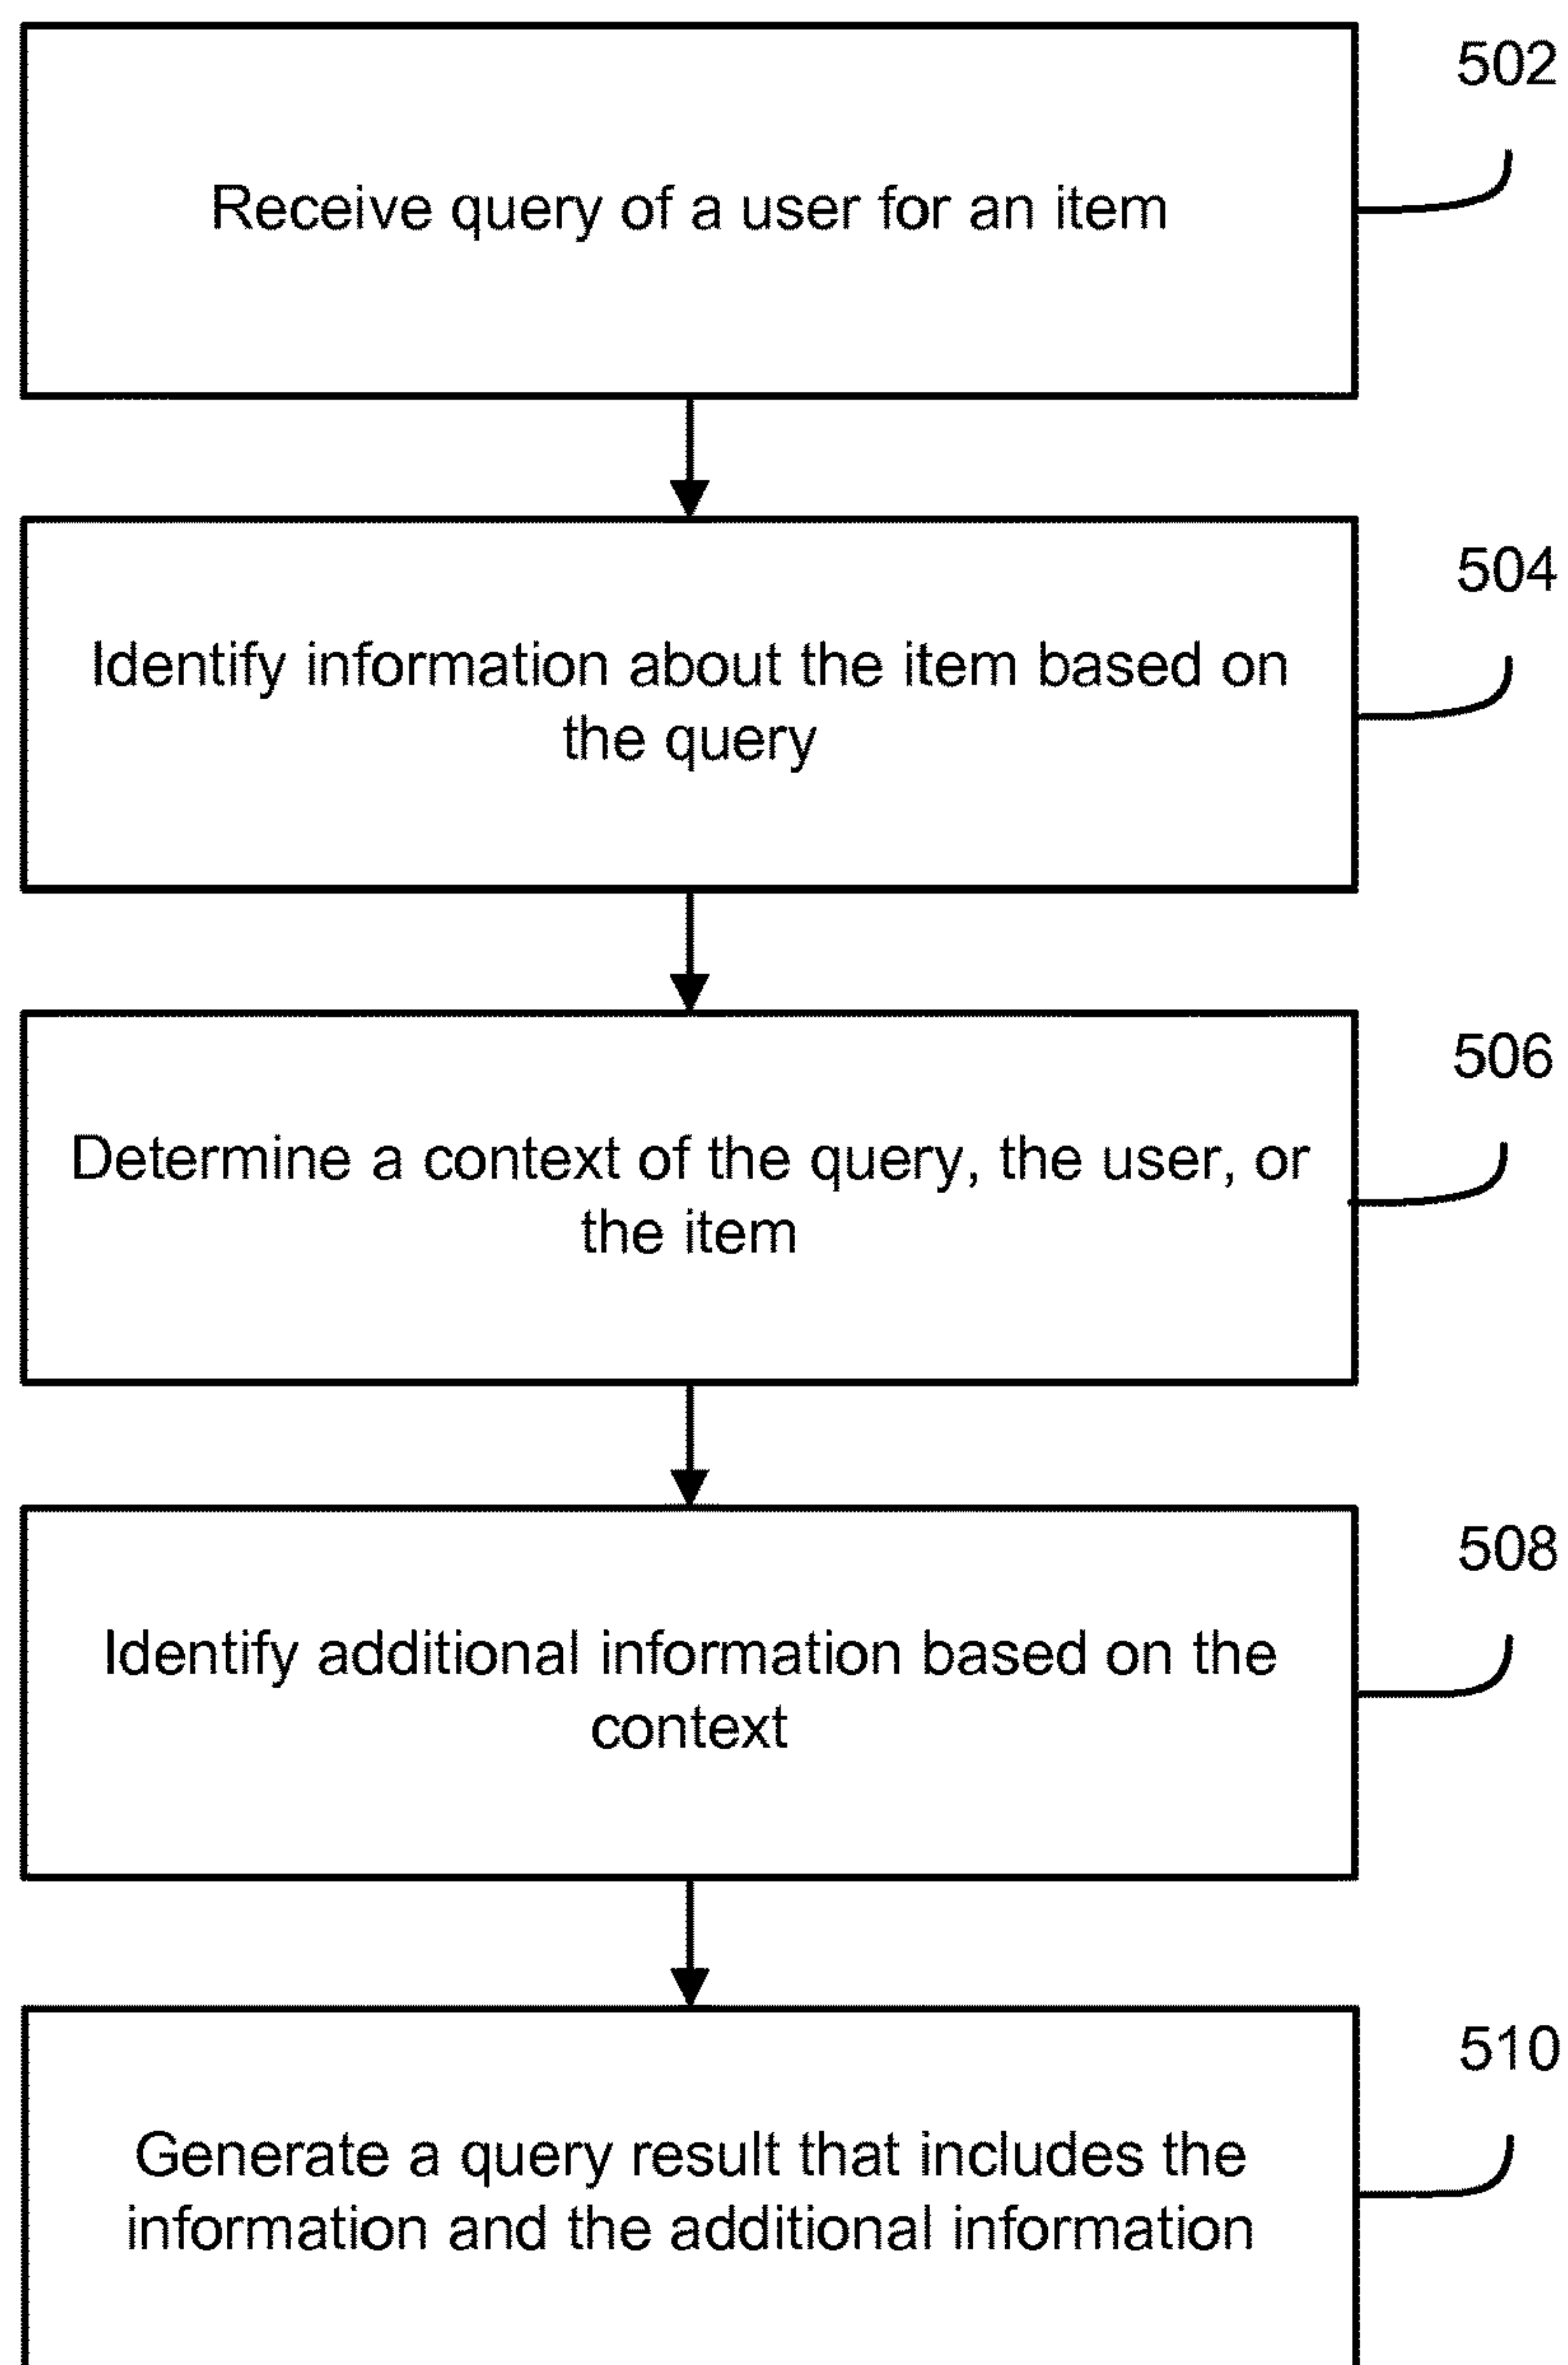 502
Receive query of a user for an item
504
Identify information about the item based on
the query
506
Determine a context of the query, the user, or
the item
508
Identify additional information based on the
context
510
Generate a query result that includes the
information and the additional information